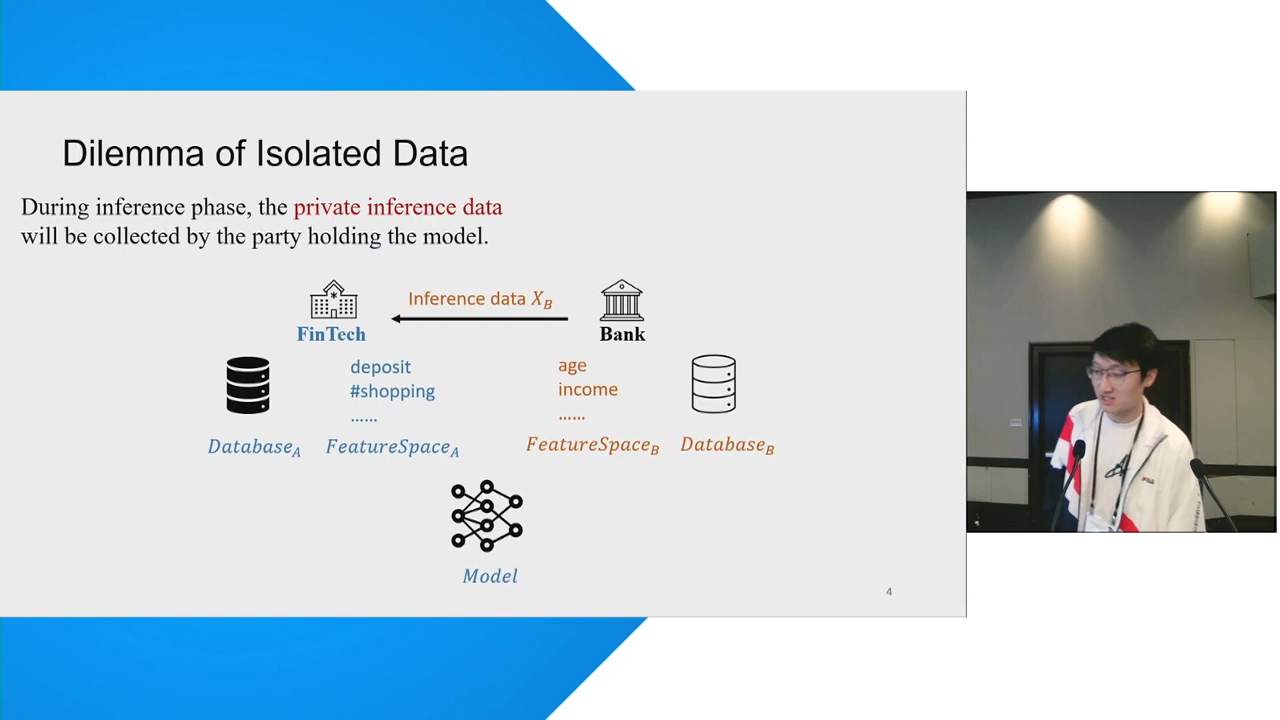 Dilemma of Isolated Data
During inference phase, the private inference data
will be collected by the party holding the model.
Inference data X_B
FinTech
Bank
deposit
#shopping
......
age
income
......
Database_A
FeatureSpace_A
FeatureSpace_B
Database_B
Model
4